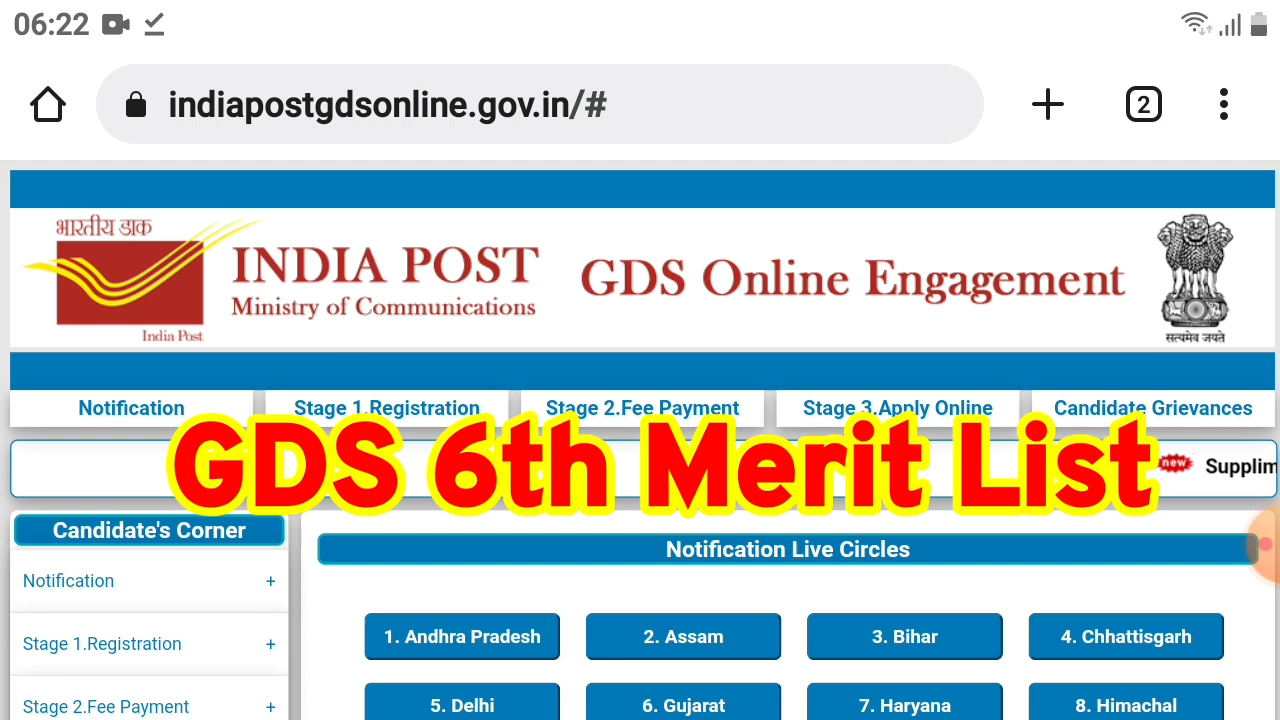 06:22
indiapostgdsonline.gov.in/#
2
भारतीय डाक
India Post
INDIA POST
Ministry of Communications
GDS Online Engagement
सत्यमेव जयते
Notification
Stage 1.Registration
Stage 2.Fee Payment
Stage 3.Apply Online
Candidate Grievances
GDS 6th Merit List
new
Supplim
Candidate's Corner
Notification +
Stage 1.Registration +
Stage 2.Fee Payment +
Notification Live Circles
1. Andhra Pradesh
2. Assam
3. Bihar
4. Chhattisgarh
5. Delhi
6. Gujarat
7. Haryana
8. Himachal